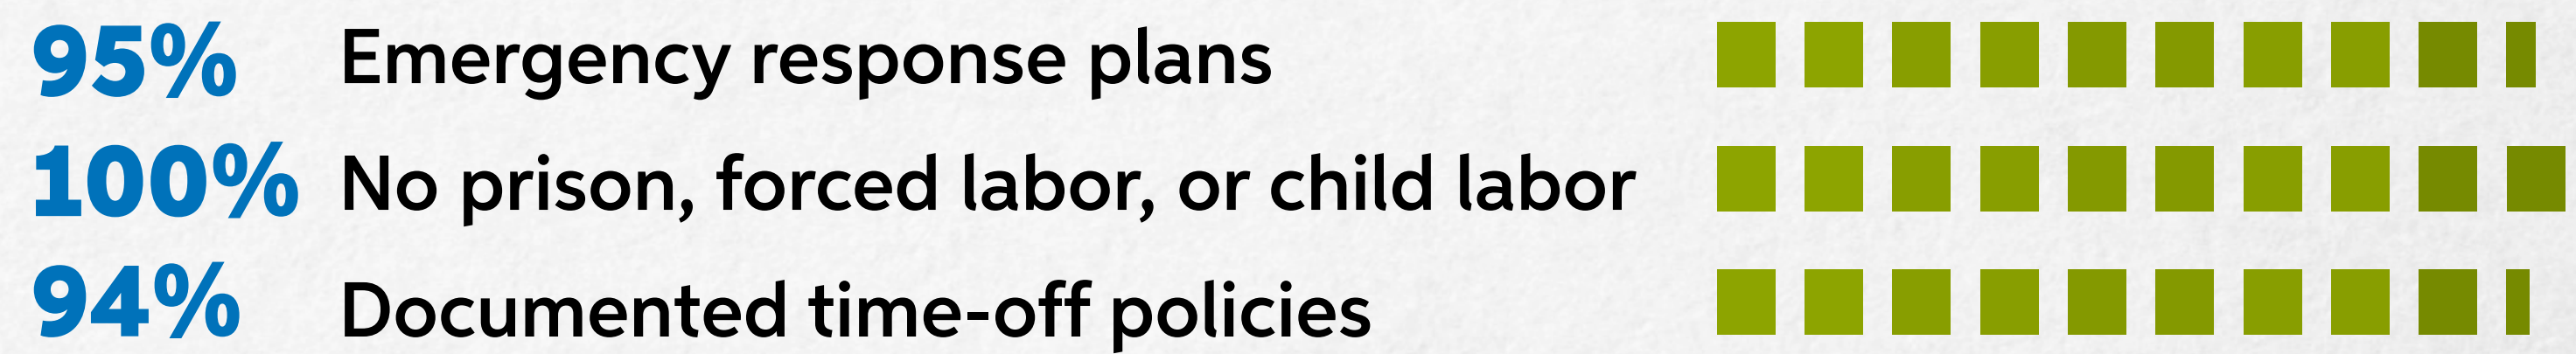 95% Emergency response plans
100% No prison, forced labor, or child labor
94% Documented time-off policies